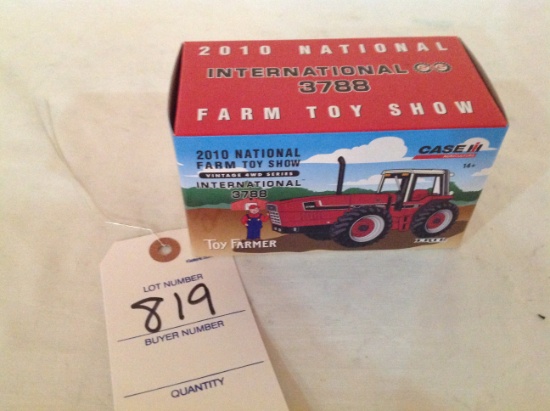 2010 NATIONAL
INTERNATIONAL
3788
FARM TOY SHOW
2010 NATIONAL
FARM TOY SHOW
VINTAGE 4WD SERIES
INTERNATIONAL
3788
TOY FARMER
CASE IH
14+
ERTL
LOT NUMBER
819
BUYER NUMBER
QUANTITY